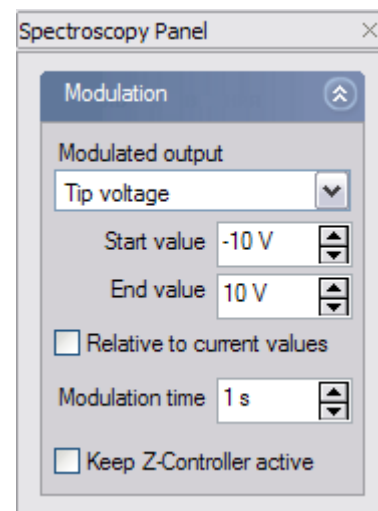 Spectroscopy Panel
Modulation
Modulated output
Tip voltage
Start value -10 V
End value 10 V
Relative to current values
Modulation time 1 s
Keep Z-Controller active